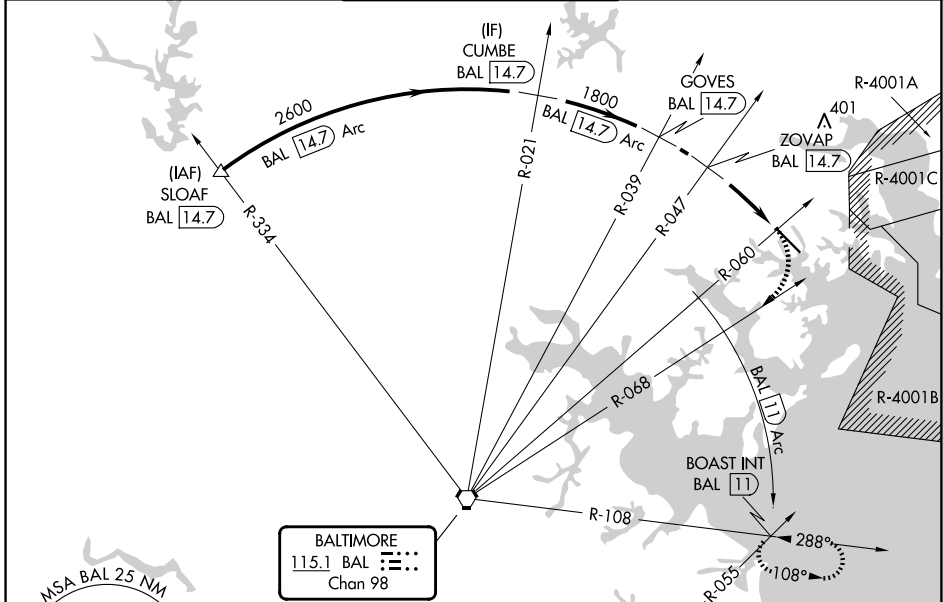 (IF)
CUMBE
BAL 14.7
2600
BAL 14.7 Arc
1800
BAL 14.7 Arc
GOVES
BAL 14.7
R-4001A
401
ZOVAP
BAL 14.7
R-4001C
(IAF)
SLOAF
BAL 14.7
R-334
R-021
R-039
R-047
R-060
R-068
BAL 11 Arc
R-4001B
BOAST INT
BAL 11
R-108
288°
108°
R-055
BALTIMORE
115.1 BAL
Chan 98
MSA BAL 25 NM